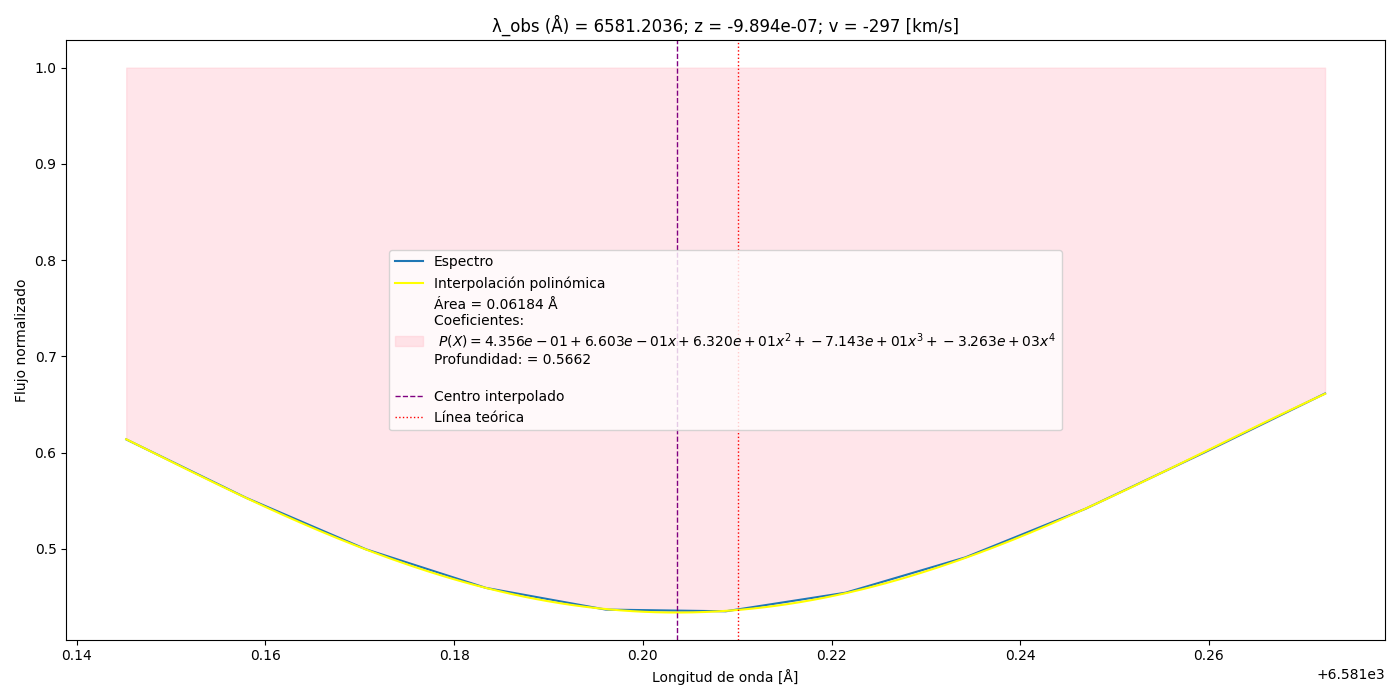 λ_obs (Å) = 6581.2036; z = -9.894e-07; v = -297 [km/s]
1.0
0.9
0.8
0.7
0.6
0.5
Flujo normalizado
Espectro
Interpolación polinómica
Área = 0.06184 Å
Coeficientes:
P(X) = 4.356e − 01 + 6.603e − 01x + 6.320e + 01x² + −7.143e + 01x³ + −3.263e + 03x⁴
Profundidad: = 0.5662
Centro interpolado
Línea teórica
0.14 0.16 0.18 0.20 0.22 0.24 0.26
+6.581e3
Longitud de onda [Å]